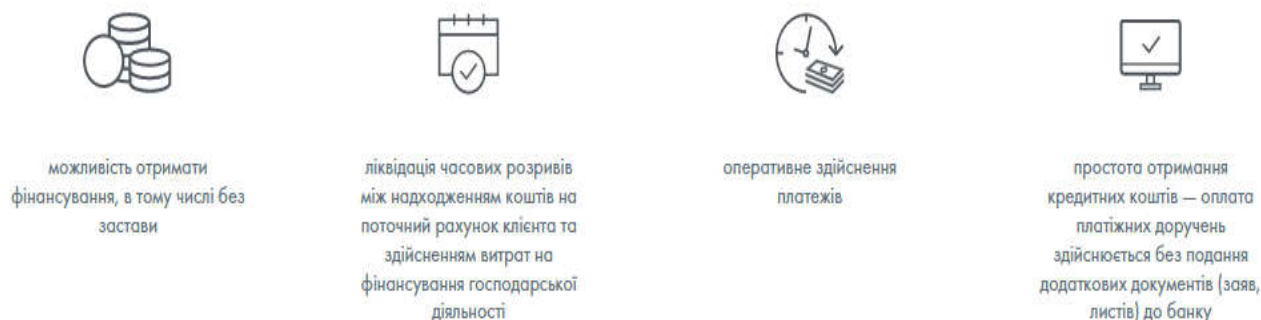 можливість отримати
фінансування, в тому числі без
застави
ліквідація часових розривів
між надходженням коштів на
поточний рахунок клієнта та
здійсненням витрат на
фінансування господарської
діяльності
оперативне здійснення
платежів
простота отримання
кредитних коштів — оплата
платіжних доручень
здійснюється без подання
додаткових документів (заяв,
листів) до банку